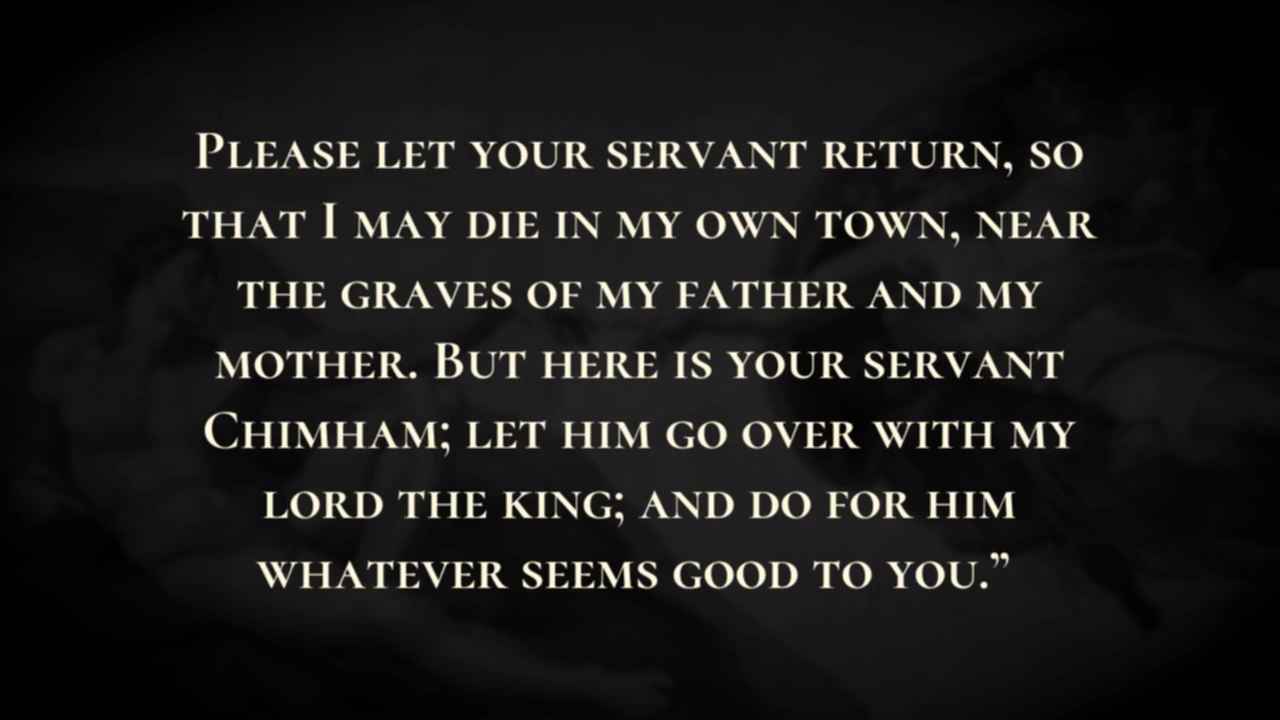 Please let your servant return, so
that I may die in my own town, near
the graves of my father and my
mother. But here is your servant
Chimham; let him go over with my
lord the king; and do for him
whatever seems good to you.”